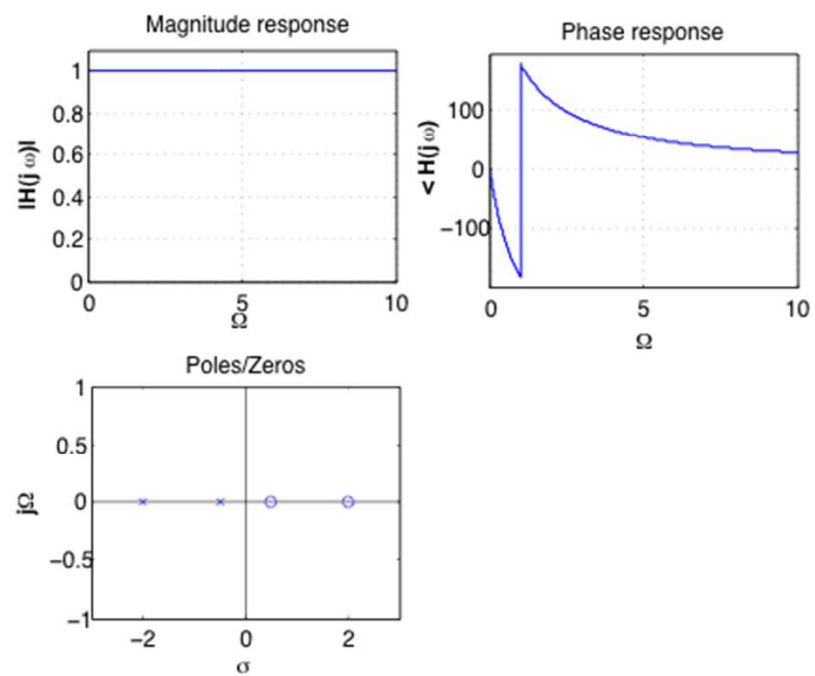 Magnitude response
|H(j ω)|
1
0.8
0.6
0.4
0.2
0
0 5 10
Ω
Phase response
< H(j ω)
100
0
−100
0 5 10
Ω
Poles/Zeros
jΩ
1
0.5
0
−0.5
−1
−2 0 2
σ